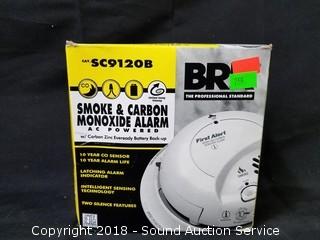 CAT. SC9120B
BRK
THE PROFESSIONAL STANDARD
SMOKE & CARBON
MONOXIDE ALARM
AC POWERED
w/ Carbon Zinc Eveready Battery Back-up
10 YEAR CO SENSOR
10 YEAR ALARM LIFE
LATCHING ALARM
INDICATOR
INTELLIGENT SENSING
TECHNOLOGY
TWO SILENCE FEATURES
First Alert
Copyright 2018 - Sound Auction Service